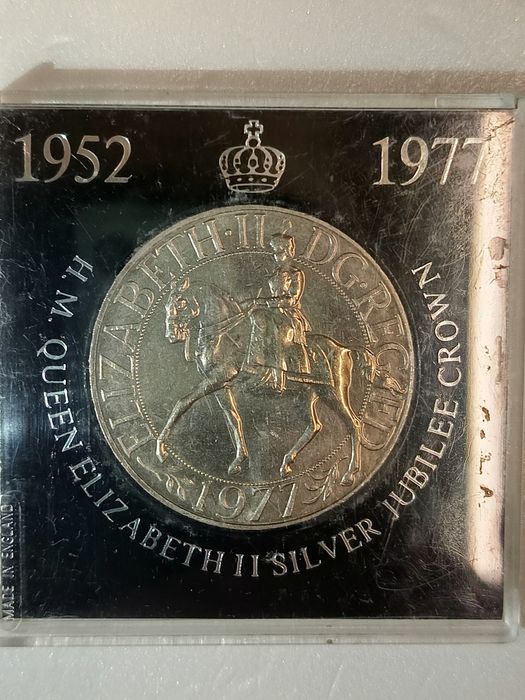 1952
1977
ELIZABETH·II D·G·REG·F·D
1977
H. M. QUEEN ELIZABETH II SILVER JUBILEE CROWN
MADE IN ENGLAND